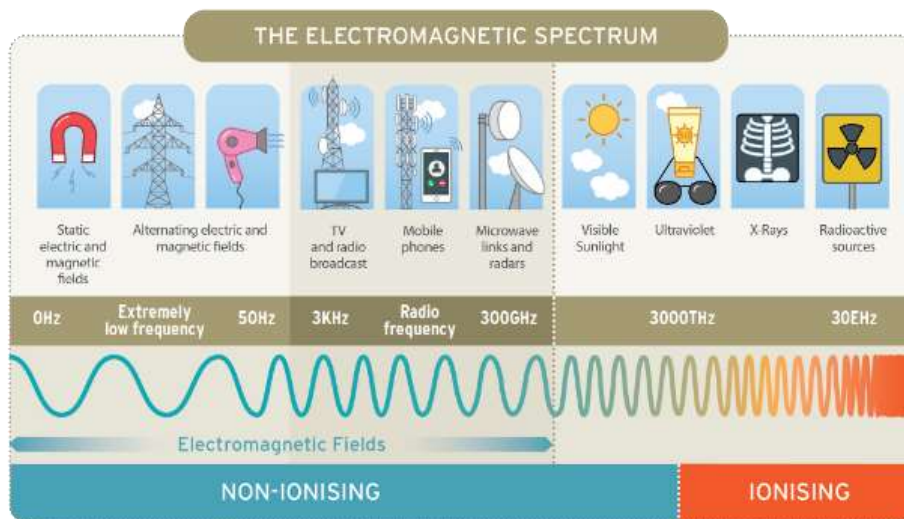 THE ELECTROMAGNETIC SPECTRUM
Static
electric and
magnetic
fields
Alternating electric and
magnetic fields
TV
and radio
broadcast
Mobile
phones
Microwave
links and
radars
Visible
Sunlight
Ultraviolet
X-Rays
Radioactive
sources
0Hz
Extremely
low frequency
50Hz
3KHz
Radio
frequency
300GHz
3000THz
30EHz
Electromagnetic Fields
NON-IONISING
IONISING